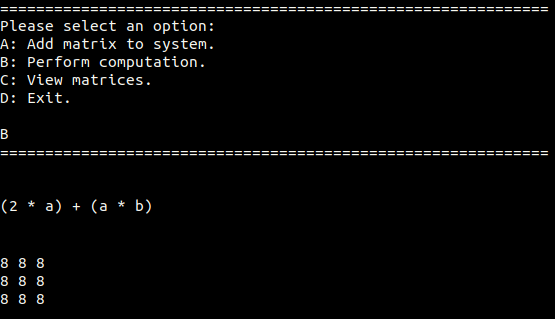 =============================================================
Please select an option:
A: Add matrix to system.
B: Perform computation.
C: View matrices.
D: Exit.
B
=============================================================
(2 * a) + (a * b)
8 8 8
8 8 8
8 8 8